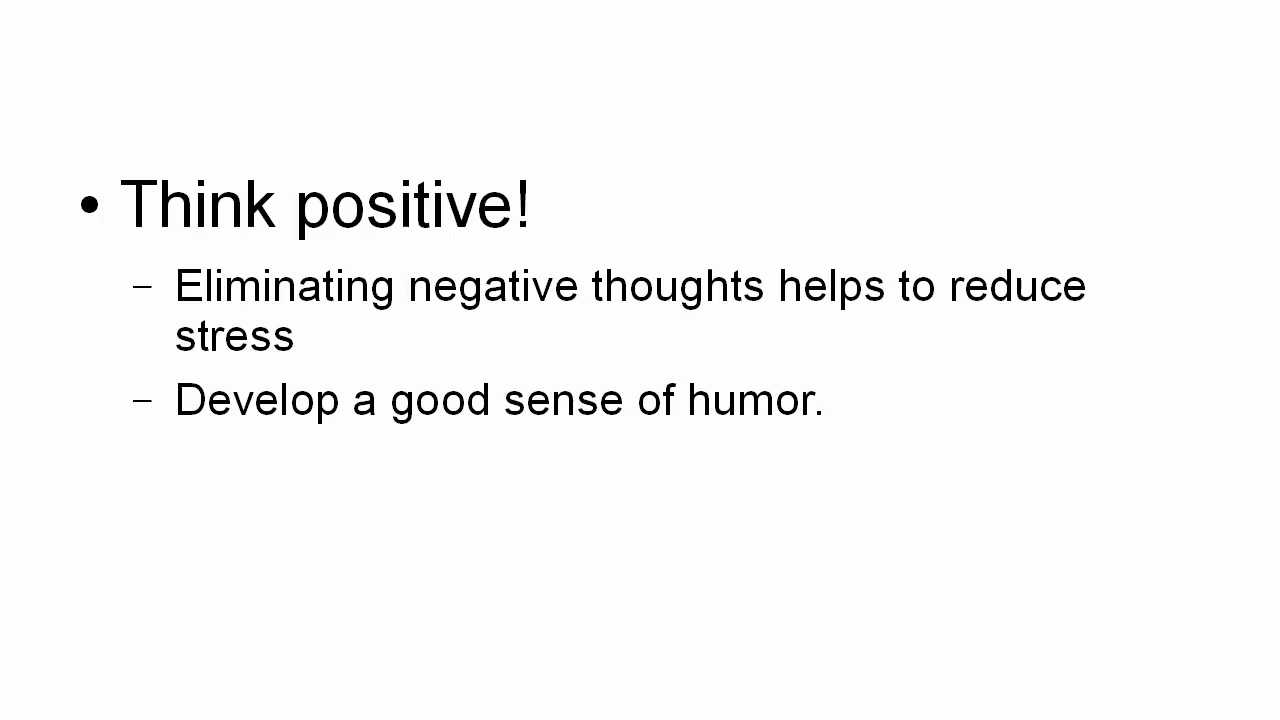 • Think positive!
– Eliminating negative thoughts helps to reduce
stress
– Develop a good sense of humor.